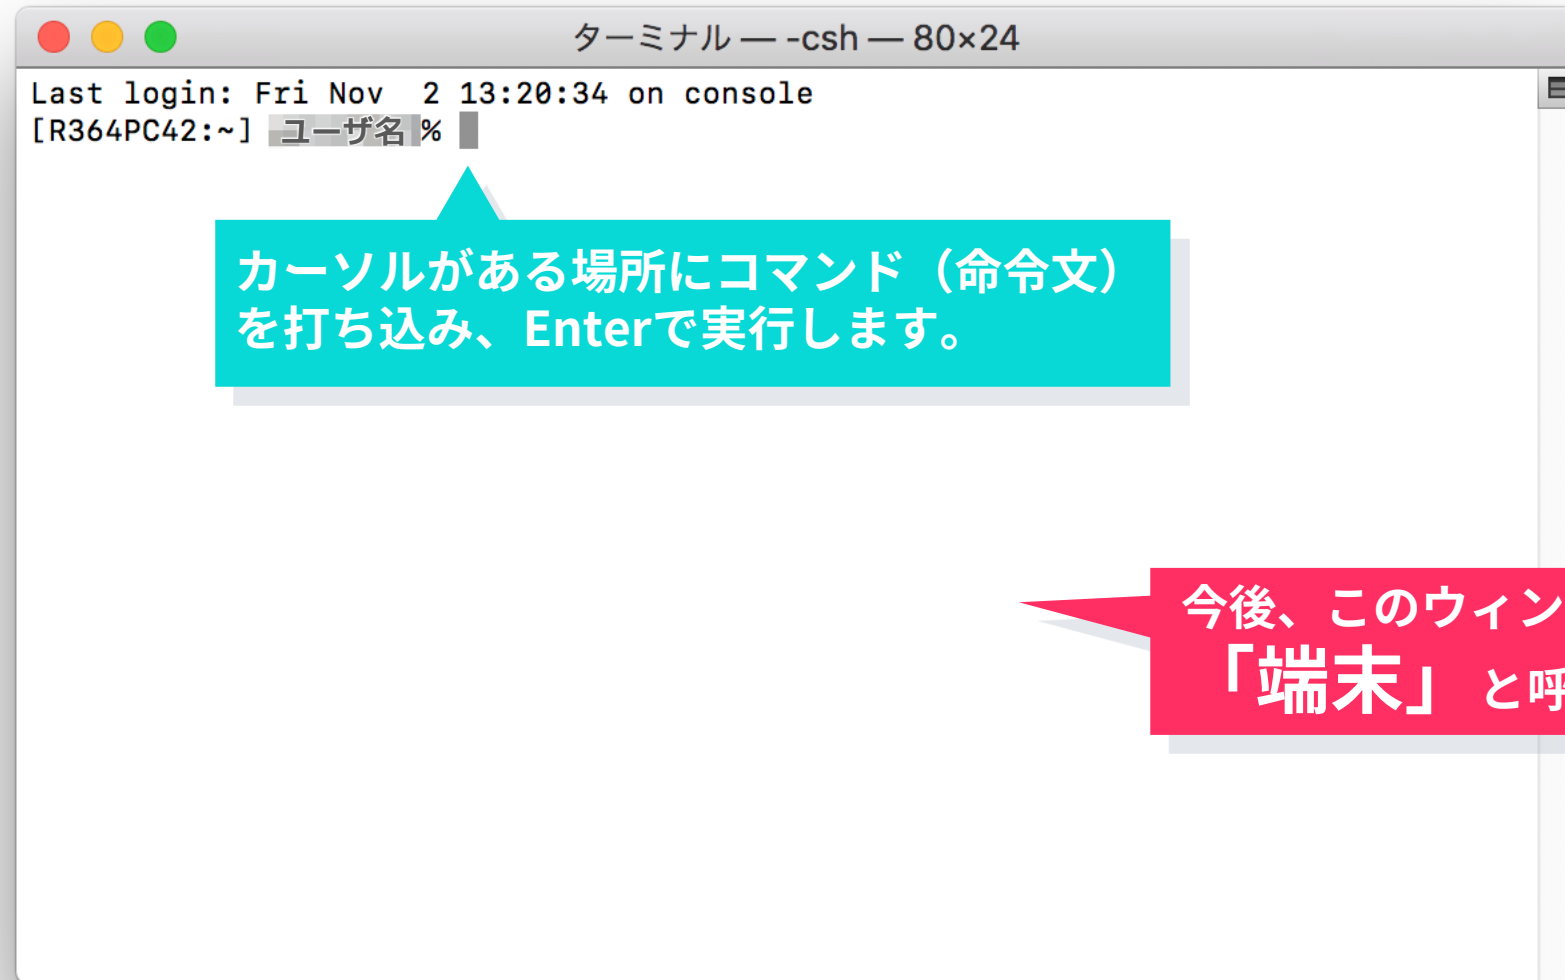 ターミナル — -csh — 80×24
Last login: Fri Nov  2 13:20:34 on console
[R364PC42:~] ユーザ名 %
カーソルがある場所にコマンド（命令文）
を打ち込み、Enterで実行します。
今後、このウィン
「端末」と呼